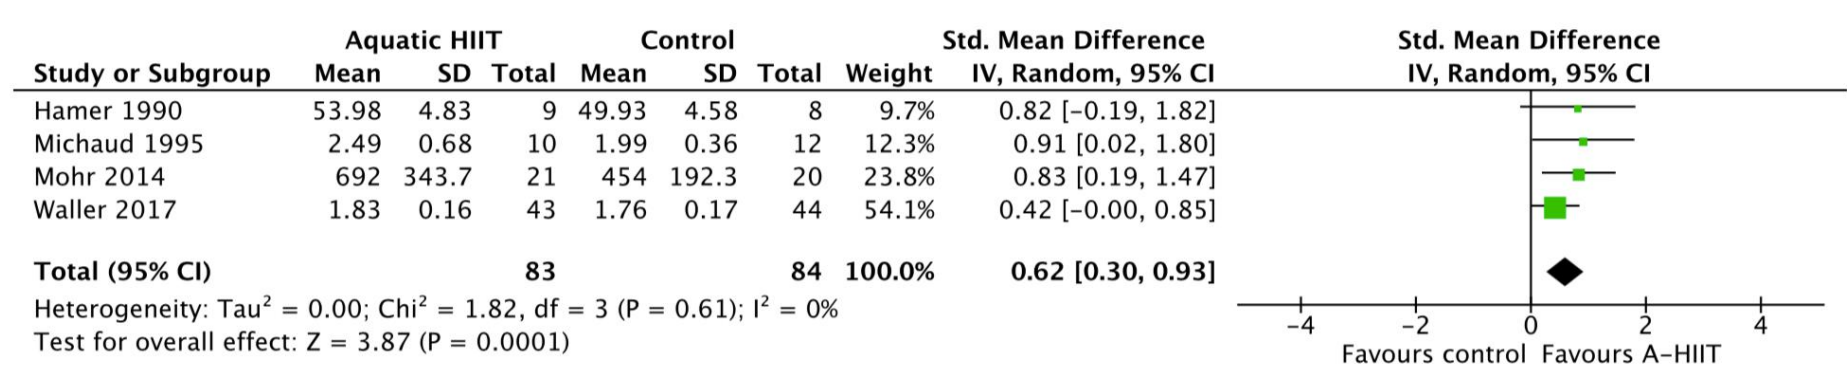 Aquatic HIIT Control Std. Mean Difference Std. Mean Difference
Study or Subgroup Mean SD Total Mean SD Total Weight IV, Random, 95% CI IV, Random, 95% CI
Hamer 1990 53.98 4.83 9 49.93 4.58 8 9.7% 0.82 [−0.19, 1.82]
Michaud 1995 2.49 0.68 10 1.99 0.36 12 12.3% 0.91 [0.02, 1.80]
Mohr 2014 692 343.7 21 454 192.3 20 23.8% 0.83 [0.19, 1.47]
Waller 2017 1.83 0.16 43 1.76 0.17 44 54.1% 0.42 [−0.00, 0.85]
Total (95% CI) 83 84 100.0% 0.62 [0.30, 0.93]
Heterogeneity: Tau² = 0.00; Chi² = 1.82, df = 3 (P = 0.61); I² = 0%
Test for overall effect: Z = 3.87 (P = 0.0001)
−4 −2 0 2 4
Favours control Favours A−HIIT